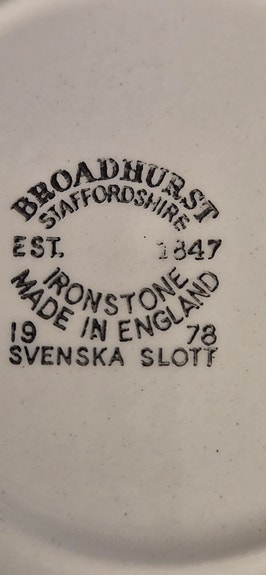 BROADHURST
STAFFORDSHIRE
EST. 1847
IRONSTONE
MADE IN ENGLAND
19 78
SVENSKA SLOTT